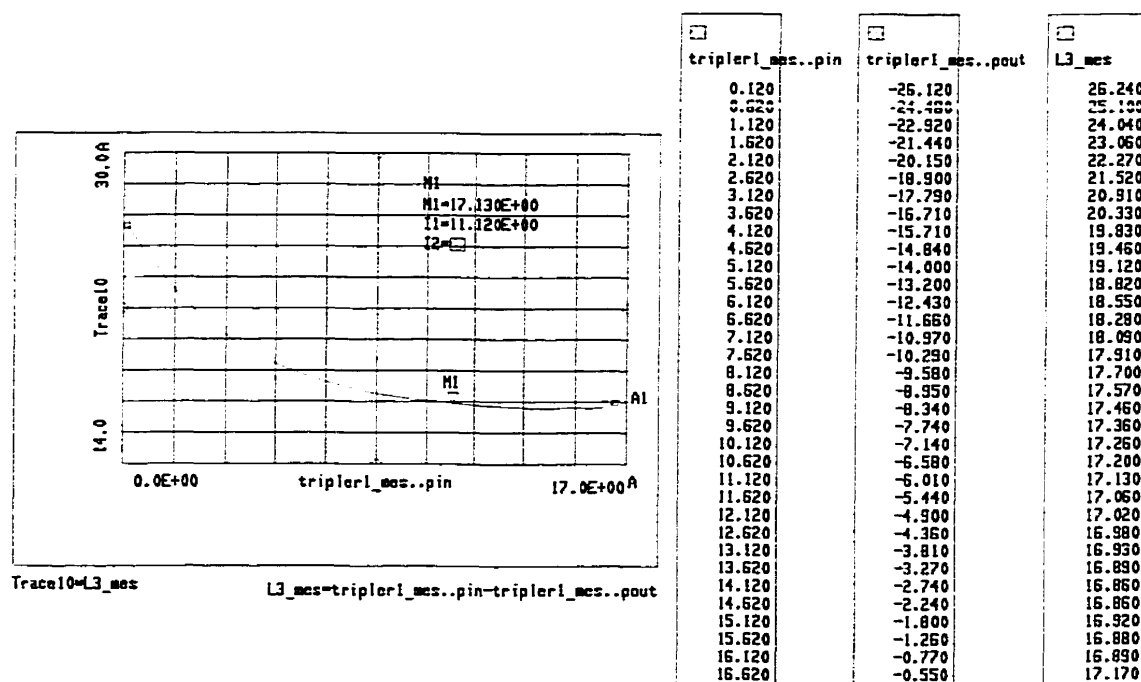 30.0A
Trace10
14.0
M1
M1=17.130E+00
I1=11.120E+00
I2=
M1
A1
0.0E+00 tripler1_mes..pin 17.0E+00 A
Trace10=L3_mes L3_mes=tripler1_mes..pin-tripler1_mes..pout
tripler1_mes..pin tripler1_mes..pout L3_mes
0.120 -26.120 26.240
0.620 -24.480 25.100
1.120 -22.920 24.040
1.620 -21.440 23.060
2.120 -20.150 22.270
2.620 -18.900 21.520
3.120 -17.790 20.910
3.620 -16.710 20.330
4.120 -15.710 19.830
4.620 -14.840 19.460
5.120 -14.000 19.120
5.620 -13.200 18.820
6.120 -12.430 18.550
6.620 -11.660 18.280
7.120 -10.970 18.090
7.620 -10.290 17.910
8.120 -9.580 17.700
8.620 -8.950 17.570
9.120 -8.340 17.460
9.620 -7.740 17.360
10.120 -7.140 17.260
10.620 -6.580 17.200
11.120 -6.010 17.130
11.620 -5.440 17.060
12.120 -4.900 17.020
12.620 -4.360 16.980
13.120 -3.810 16.930
13.620 -3.270 16.890
14.120 -2.740 16.860
14.620 -2.240 16.860
15.120 -1.800 16.920
15.620 -1.260 16.880
16.120 -0.770 16.890
16.620 -0.550 17.170